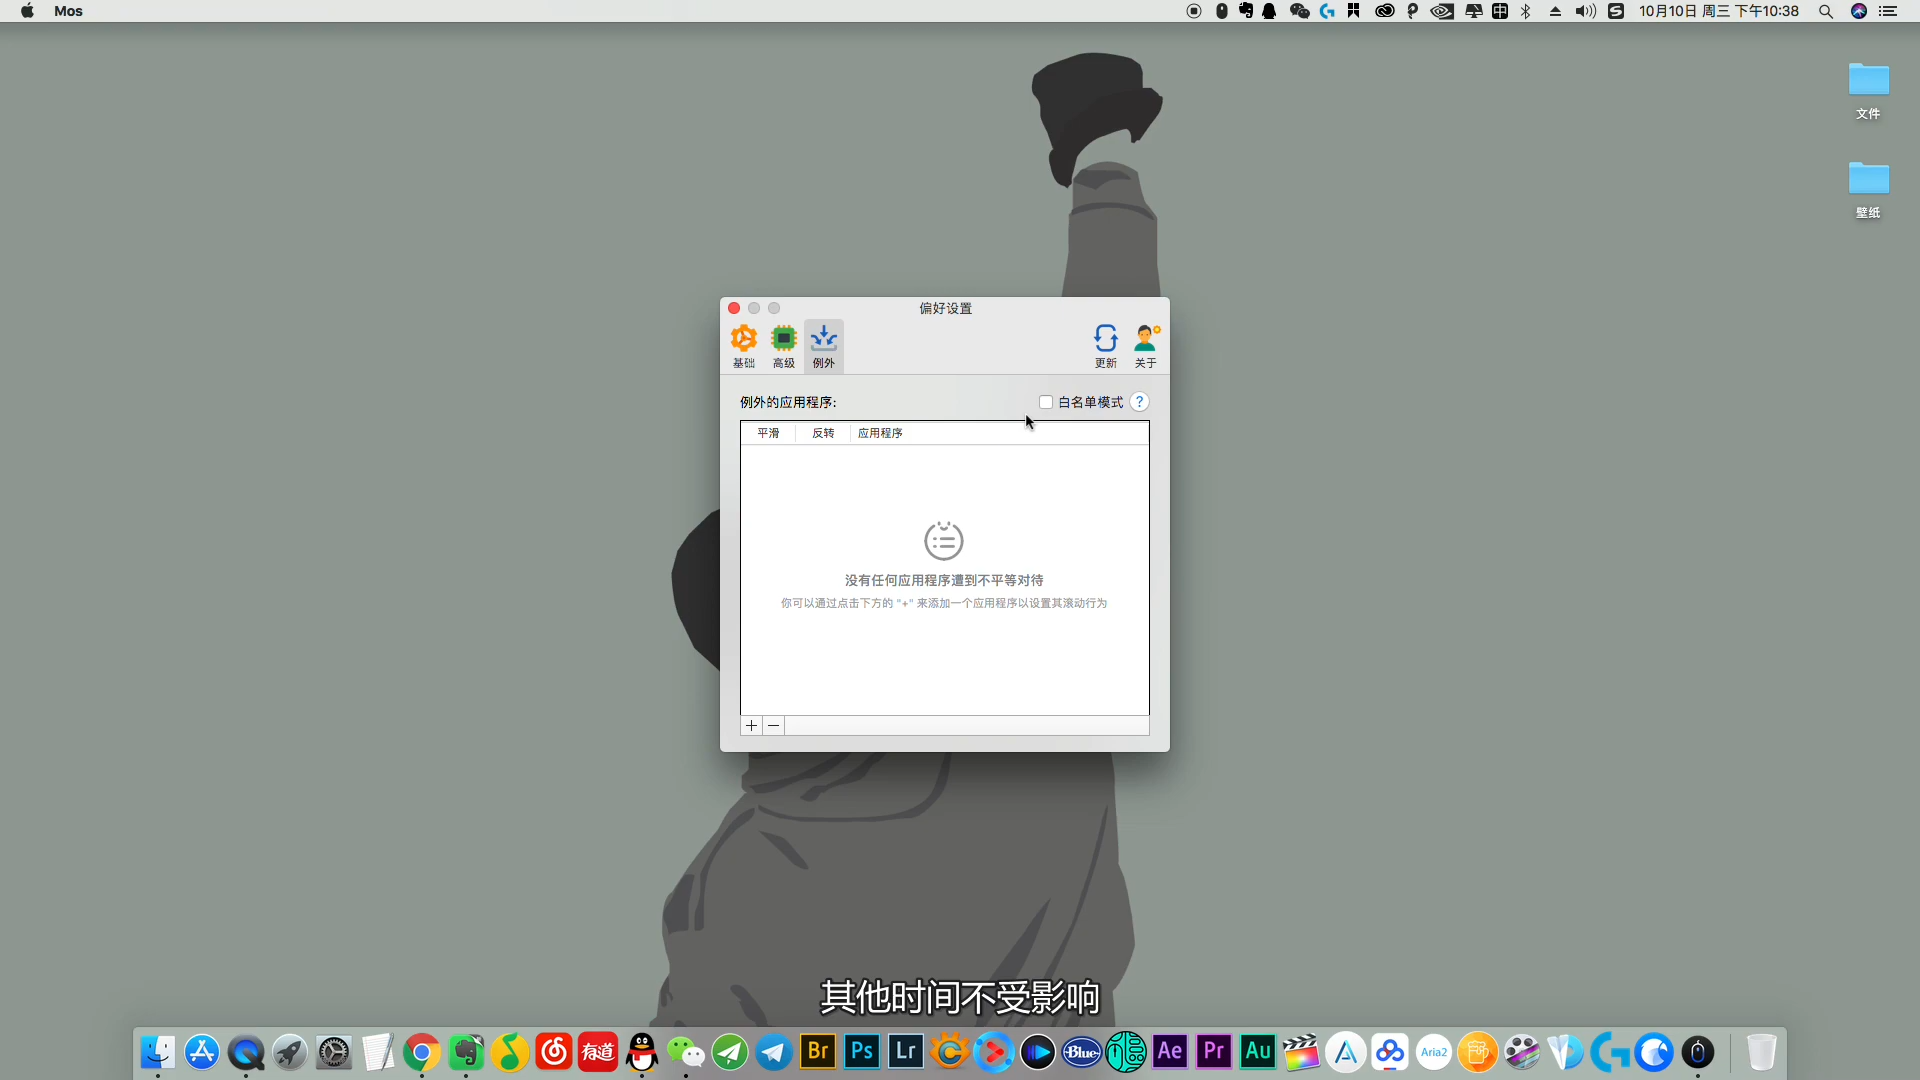 Mos
10月10日 周三 下午10:38
文件
壁纸
偏好设置
基础
高级
例外
更新
关于
例外的应用程序:
白名单模式
?
平滑
反转
应用程序
没有任何应用程序遭到不平等对待
你可以通过点击下方的 "+" 来添加一个应用程序以设置其滚动行为
+
−
其他时间不受影响
有道
Br
Ps
Lr
Blue
Ae
Pr
Au
Aria2